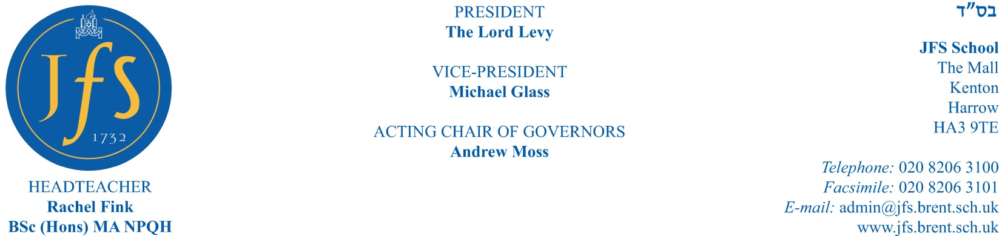 Jfs
1732
HEADTEACHER
Rachel Fink
BSc (Hons) MA NPQH
PRESIDENT
The Lord Levy
VICE-PRESIDENT
Michael Glass
ACTING CHAIR OF GOVERNORS
Andrew Moss
בס״ד
JFS School
The Mall
Kenton
Harrow
HA3 9TE
Telephone: 020 8206 3100
Facsimile: 020 8206 3101
E-mail: admin@jfs.brent.sch.uk
www.jfs.brent.sch.uk